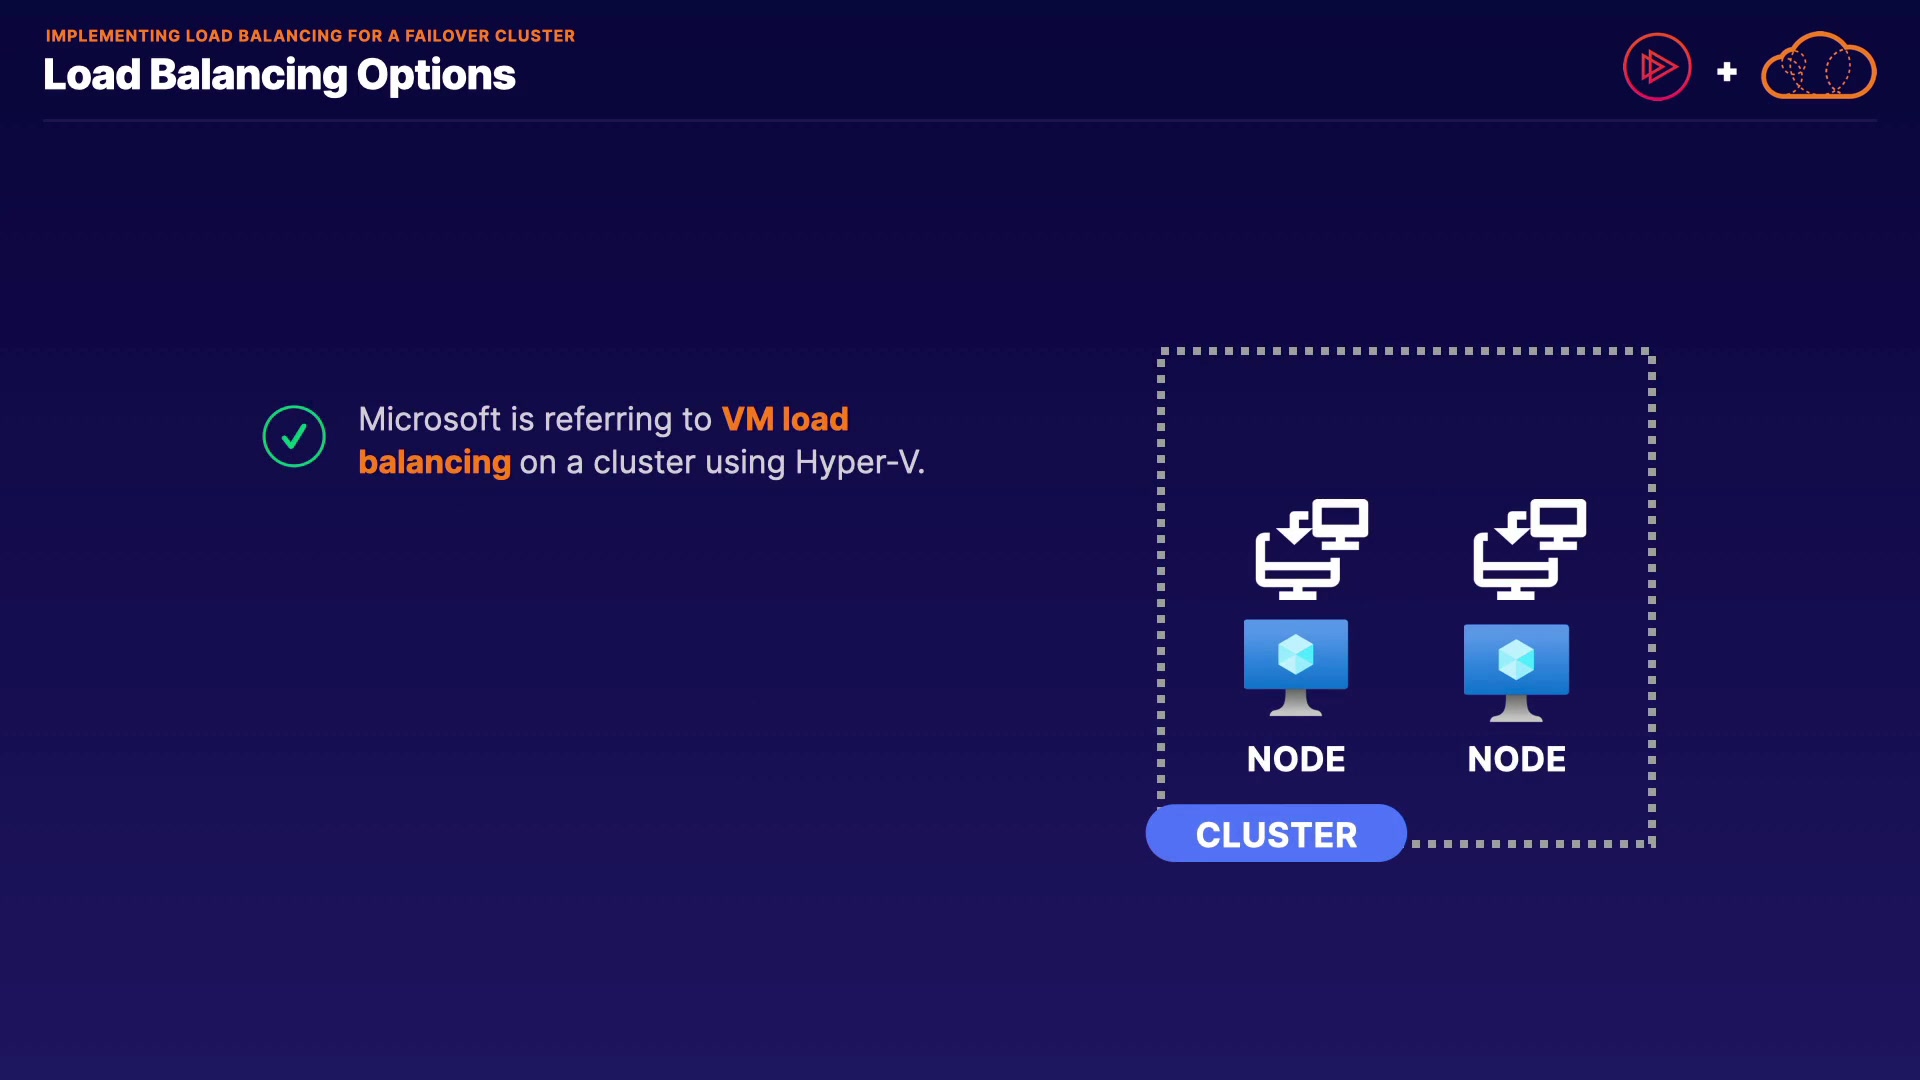 IMPLEMENTING LOAD BALANCING FOR A FAILOVER CLUSTER
Load Balancing Options
Microsoft is referring to VM load
balancing on a cluster using Hyper-V.
NODE
NODE
CLUSTER